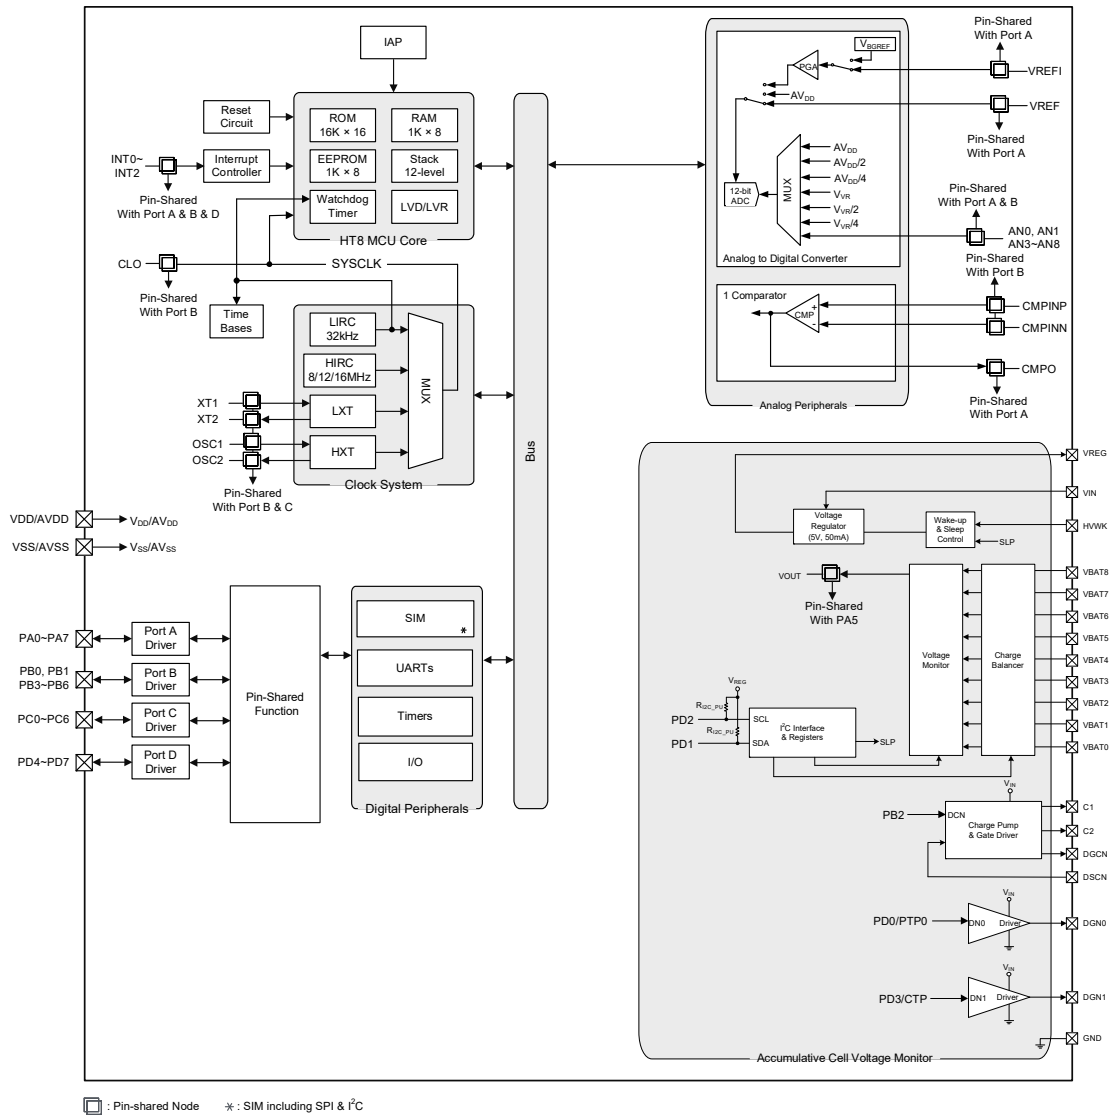 IAP
Reset
Circuit
ROM
16K × 16
RAM
1K × 8
INT0~
INT2
Interrupt
Controller
EEPROM
1K × 8
Stack
12-level
Pin-Shared
With Port A & B & D
Watchdog
Timer
LVD/LVR
HT8 MCU Core
CLO
SYSCLK
Pin-Shared
With Port B
Time
Bases
LIRC
32kHz
HIRC
8/12/16MHz
MUX
XT1
XT2
LXT
OSC1
OSC2
HXT
Pin-Shared
With Port B & C
Clock System
Bus
VDD/AVDD
VDD/AVDD
VSS/AVSS
VSS/AVSS
PA0~PA7
Port A
Driver
PB0, PB1
PB3~PB6
Port B
Driver
PC0~PC6
Port C
Driver
PD4~PD7
Port D
Driver
Pin-Shared
Function
SIM
*
UARTs
Timers
I/O
Digital Peripherals
Pin-Shared
With Port A
VBGREF
PGA
VREFI
AVDD
VREF
Pin-Shared
With Port A
12-bit
ADC
MUX
AVDD
AVDD/2
AVDD/4
VVR
VVR/2
VVR/4
Pin-Shared
With Port A & B
AN0, AN1
AN3~AN8
Analog to Digital Converter
Pin-Shared
With Port B
1 Comparator
+
CMP
-
CMPINP
CMPINN
CMPO
Pin-Shared
With Port A
Analog Peripherals
VREG
VIN
Voltage
Regulator
(5V, 50mA)
Wake-up
& Sleep
Control
HVWK
SLP
VOUT
Pin-Shared
With PA5
Voltage
Monitor
Charge
Balancer
VBAT8
VBAT7
VBAT6
VBAT5
VBAT4
VBAT3
VBAT2
VBAT1
VBAT0
VREG
RI2C_PU
RI2C_PU
PD2
PD1
SCL
SDA
I²C Interface
& Registers
SLP
VIN
PB2
DCN
Charge Pump
& Gate Driver
C1
C2
DGCN
DSCN
VIN
PD0/PTP0
DN0
Driver
DGN0
VIN
PD3/CTP
DN1
Driver
DGN1
GND
Accumulative Cell Voltage Monitor
: Pin-shared Node
* : SIM including SPI & I²C